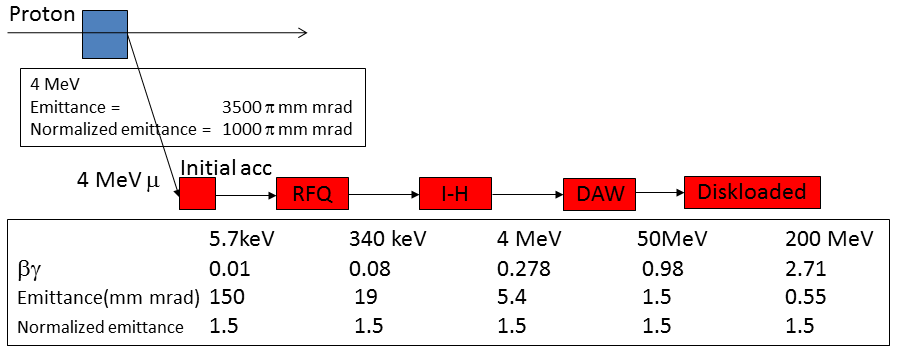 Proton
4 MeV
Emittance = 3500 π mm mrad
Normalized emittance = 1000 π mm mrad
4 MeV μ
Initial acc
RFQ
I-H
DAW
Diskloaded
5.7keV 340 keV 4 MeV 50MeV 200 MeV
βγ 0.01 0.08 0.278 0.98 2.71
Emittance(mm mrad) 150 19 5.4 1.5 0.55
Normalized emittance 1.5 1.5 1.5 1.5 1.5